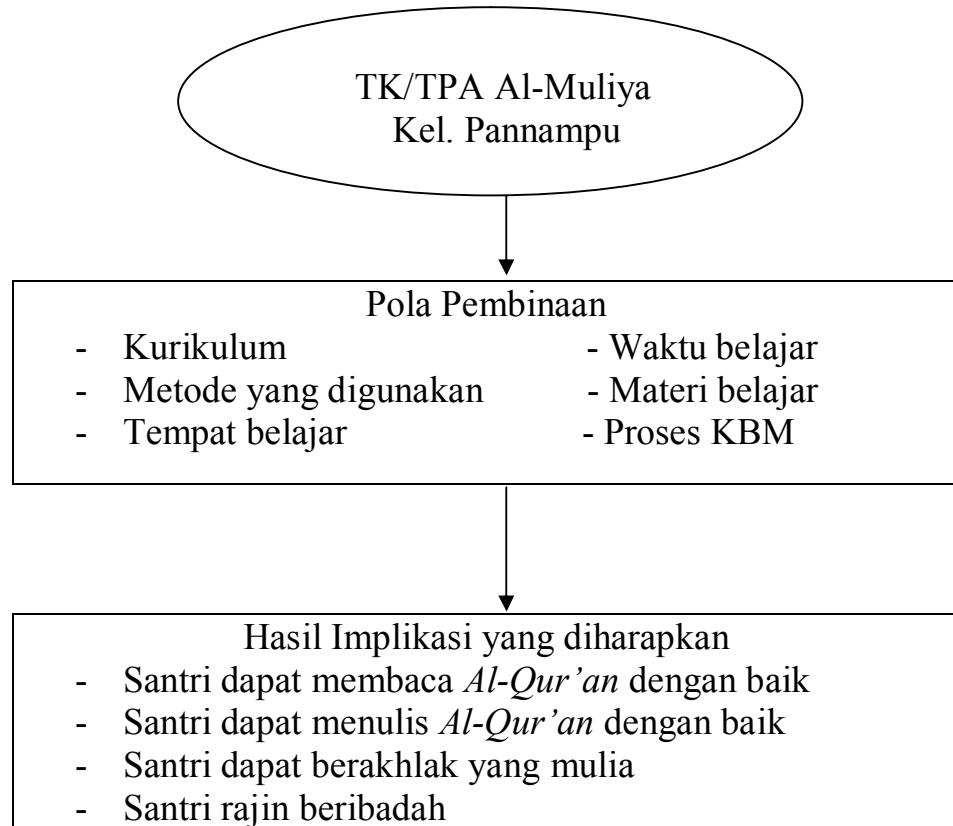 TK/TPA Al-Muliya
Kel. Pannampu
Pola Pembinaan
- Kurikulum - Waktu belajar
- Metode yang digunakan - Materi belajar
- Tempat belajar - Proses KBM
Hasil Implikasi yang diharapkan
- Santri dapat membaca Al-Qur’an dengan baik
- Santri dapat menulis Al-Qur’an dengan baik
- Santri dapat berakhlak yang mulia
- Santri rajin beribadah